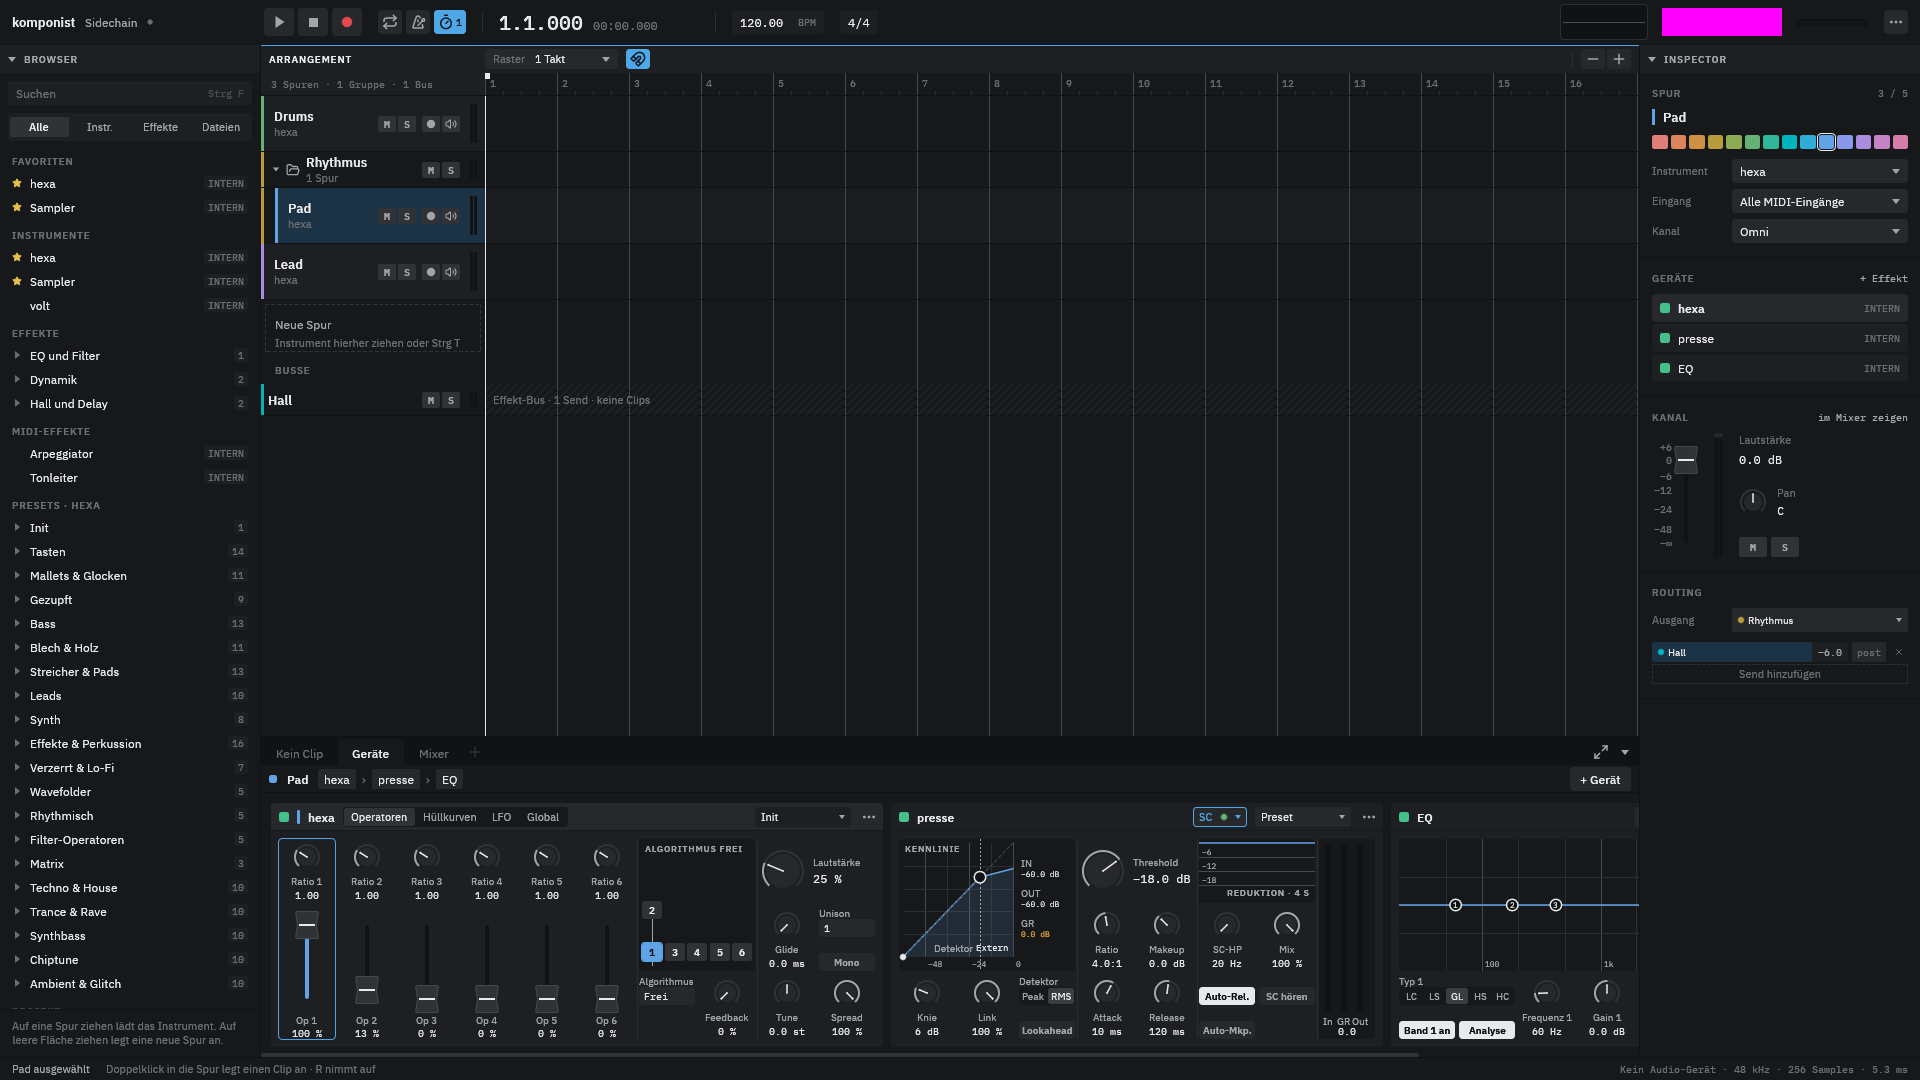 komponist Sidechain
1
1.1.000 00:00.000
120.00 BPM
4/4
BROWSER
Suchen Strg F
Alle Instr. Effekte Dateien
FAVORITEN
hexa INTERN
Sampler INTERN
INSTRUMENTE
hexa INTERN
Sampler INTERN
volt INTERN
EFFEKTE
EQ und Filter 1
Dynamik 2
Hall und Delay 2
MIDI-EFFEKTE
Arpeggiator INTERN
Tonleiter INTERN
PRESETS · HEXA
Init 1
Tasten 14
Mallets & Glocken 11
Gezupft 9
Bass 13
Blech & Holz 11
Streicher & Pads 13
Leads 10
Synth 8
Effekte & Perkussion 16
Verzerrt & Lo-Fi 7
Wavefolder 5
Rhythmisch 5
Filter-Operatoren 5
Matrix 3
Techno & House 10
Trance & Rave 10
Synthbass 10
Chiptune 10
Ambient & Glitch 10
Auf eine Spur ziehen lädt das Instrument. Auf
leere Fläche ziehen legt eine neue Spur an.
ARRANGEMENT
Raster 1 Takt
3 Spuren · 1 Gruppe · 1 Bus
1 2 3 4 5 6 7 8 9 10 11 12 13 14 15 16
Drums
hexa
M S
Rhythmus
1 Spur
M S
Pad
hexa
M S
Lead
hexa
M S
Neue Spur
Instrument hierher ziehen oder Strg T
BUSSE
Hall M S
Effekt-Bus · 1 Send · keine Clips
Kein Clip Geräte Mixer
Pad hexa › presse › EQ
+ Gerät
hexa Operatoren Hüllkurven LFO Global Init
Ratio 1 Ratio 2 Ratio 3 Ratio 4 Ratio 5 Ratio 6
1.00 1.00 1.00 1.00 1.00 1.00
Op 1 Op 2 Op 3 Op 4 Op 5 Op 6
100 % 13 % 0 % 0 % 0 % 0 %
ALGORITHMUS FREI
2
1 3 4 5 6
Algorithmus
Frei
Feedback
0 %
Lautstärke
25 %
Glide
0.0 ms
Unison
1
Mono
Tune
0.0 st
Spread
100 %
presse SC Preset
KENNLINIE
IN
-60.0 dB
OUT
-60.0 dB
GR
0.0 dB
Detektor Extern
-48 -24 0
Knie
6 dB
Link
100 %
Detektor
Peak RMS
Lookahead
Threshold
-18.0 dB
Ratio
4.0:1
Makeup
0.0 dB
Attack
10 ms
Release
120 ms
-6
-12
-18
REDUKTION · 4 S
SC-HP
20 Hz
Mix
100 %
Auto-Rel. SC hören
Auto-Mkp.
In GR Out
0.0
EQ
1 2 3
100 1k
Typ 1
LC LS GL HS HC
Band 1 an Analyse
Frequenz 1
60 Hz
Gain 1
0.0 dB
INSPECTOR
SPUR 3 / 5
Pad
Instrument hexa
Eingang Alle MIDI-Eingänge
Kanal Omni
GERÄTE + Effekt
hexa INTERN
presse INTERN
EQ INTERN
KANAL im Mixer zeigen
+6
0
-6
-12
-24
-48
-∞
Lautstärke
0.0 dB
Pan
C
M S
ROUTING
Ausgang Rhythmus
Hall -6.0 post ×
Send hinzufügen
Pad ausgewählt Doppelklick in die Spur legt einen Clip an · R nimmt auf
Kein Audio-Gerät · 48 kHz · 256 Samples · 5.3 ms